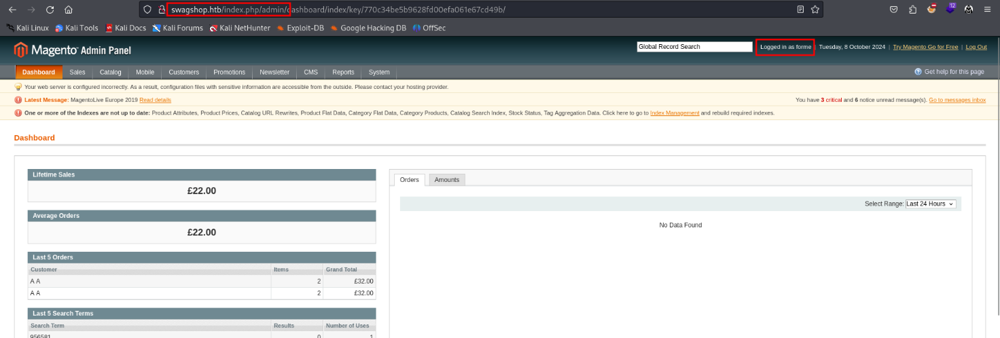 swagshop.htb/index.php/admin/dashboard/index/key/770c34be5b9628fd00efa061e67cd49b/
12
Kali Linux Kali Tools Kali Docs Kali Forums Kali NetHunter Exploit-DB Google Hacking DB OffSec
Magento Admin Panel
Global Record Search
Logged in as forme | Tuesday, 8 October 2024 | Try Magento Go for Free | Log Out
Dashboard Sales Catalog Mobile Customers Promotions Newsletter CMS Reports System
Get help for this page
Your web server is configured incorrectly. As a result, configuration files with sensitive information are accessible from the outside. Please contact your hosting provider.
Latest Message: MagentoLive Europe 2019 Read details
You have 3 critical and 6 notice unread message(s). Go to messages inbox
One or more of the Indexes are not up to date: Product Attributes, Product Prices, Catalog URL Rewrites, Product Flat Data, Category Flat Data, Category Products, Catalog Search Index, Stock Status, Tag Aggregation Data. Click here to go to Index Management and rebuild required indexes.
Dashboard
Lifetime Sales
£22.00
Average Orders
£22.00
Last 5 Orders
Customer Items Grand Total
A A 2 £32.00
A A 2 £32.00
Last 5 Search Terms
Search Term Results Number of Uses
956581 0 1
Orders Amounts
Select Range: Last 24 Hours
No Data Found